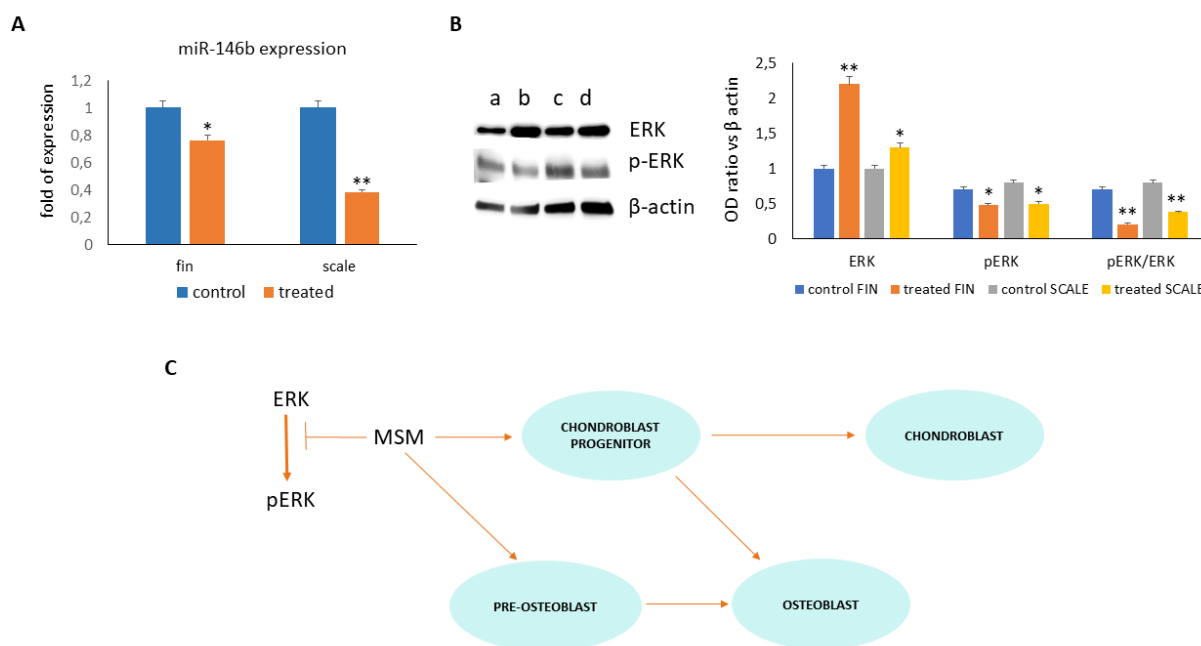 A
miR-146b expression
fold of expression
1,2
1
0,8
0,6
0,4
0,2
0
*
**
fin
scale
control
treated
B
a b c d
ERK
p-ERK
β-actin
OD ratio vs β actin
2,5
2
1,5
1
0,5
0
**
*
*
*
**
**
ERK
pERK
pERK/ERK
control FIN
treated FIN
control SCALE
treated SCALE
C
ERK
MSM
pERK
CHONDROBLAST
PROGENITOR
CHONDROBLAST
PRE-OSTEOBLAST
OSTEOBLAST